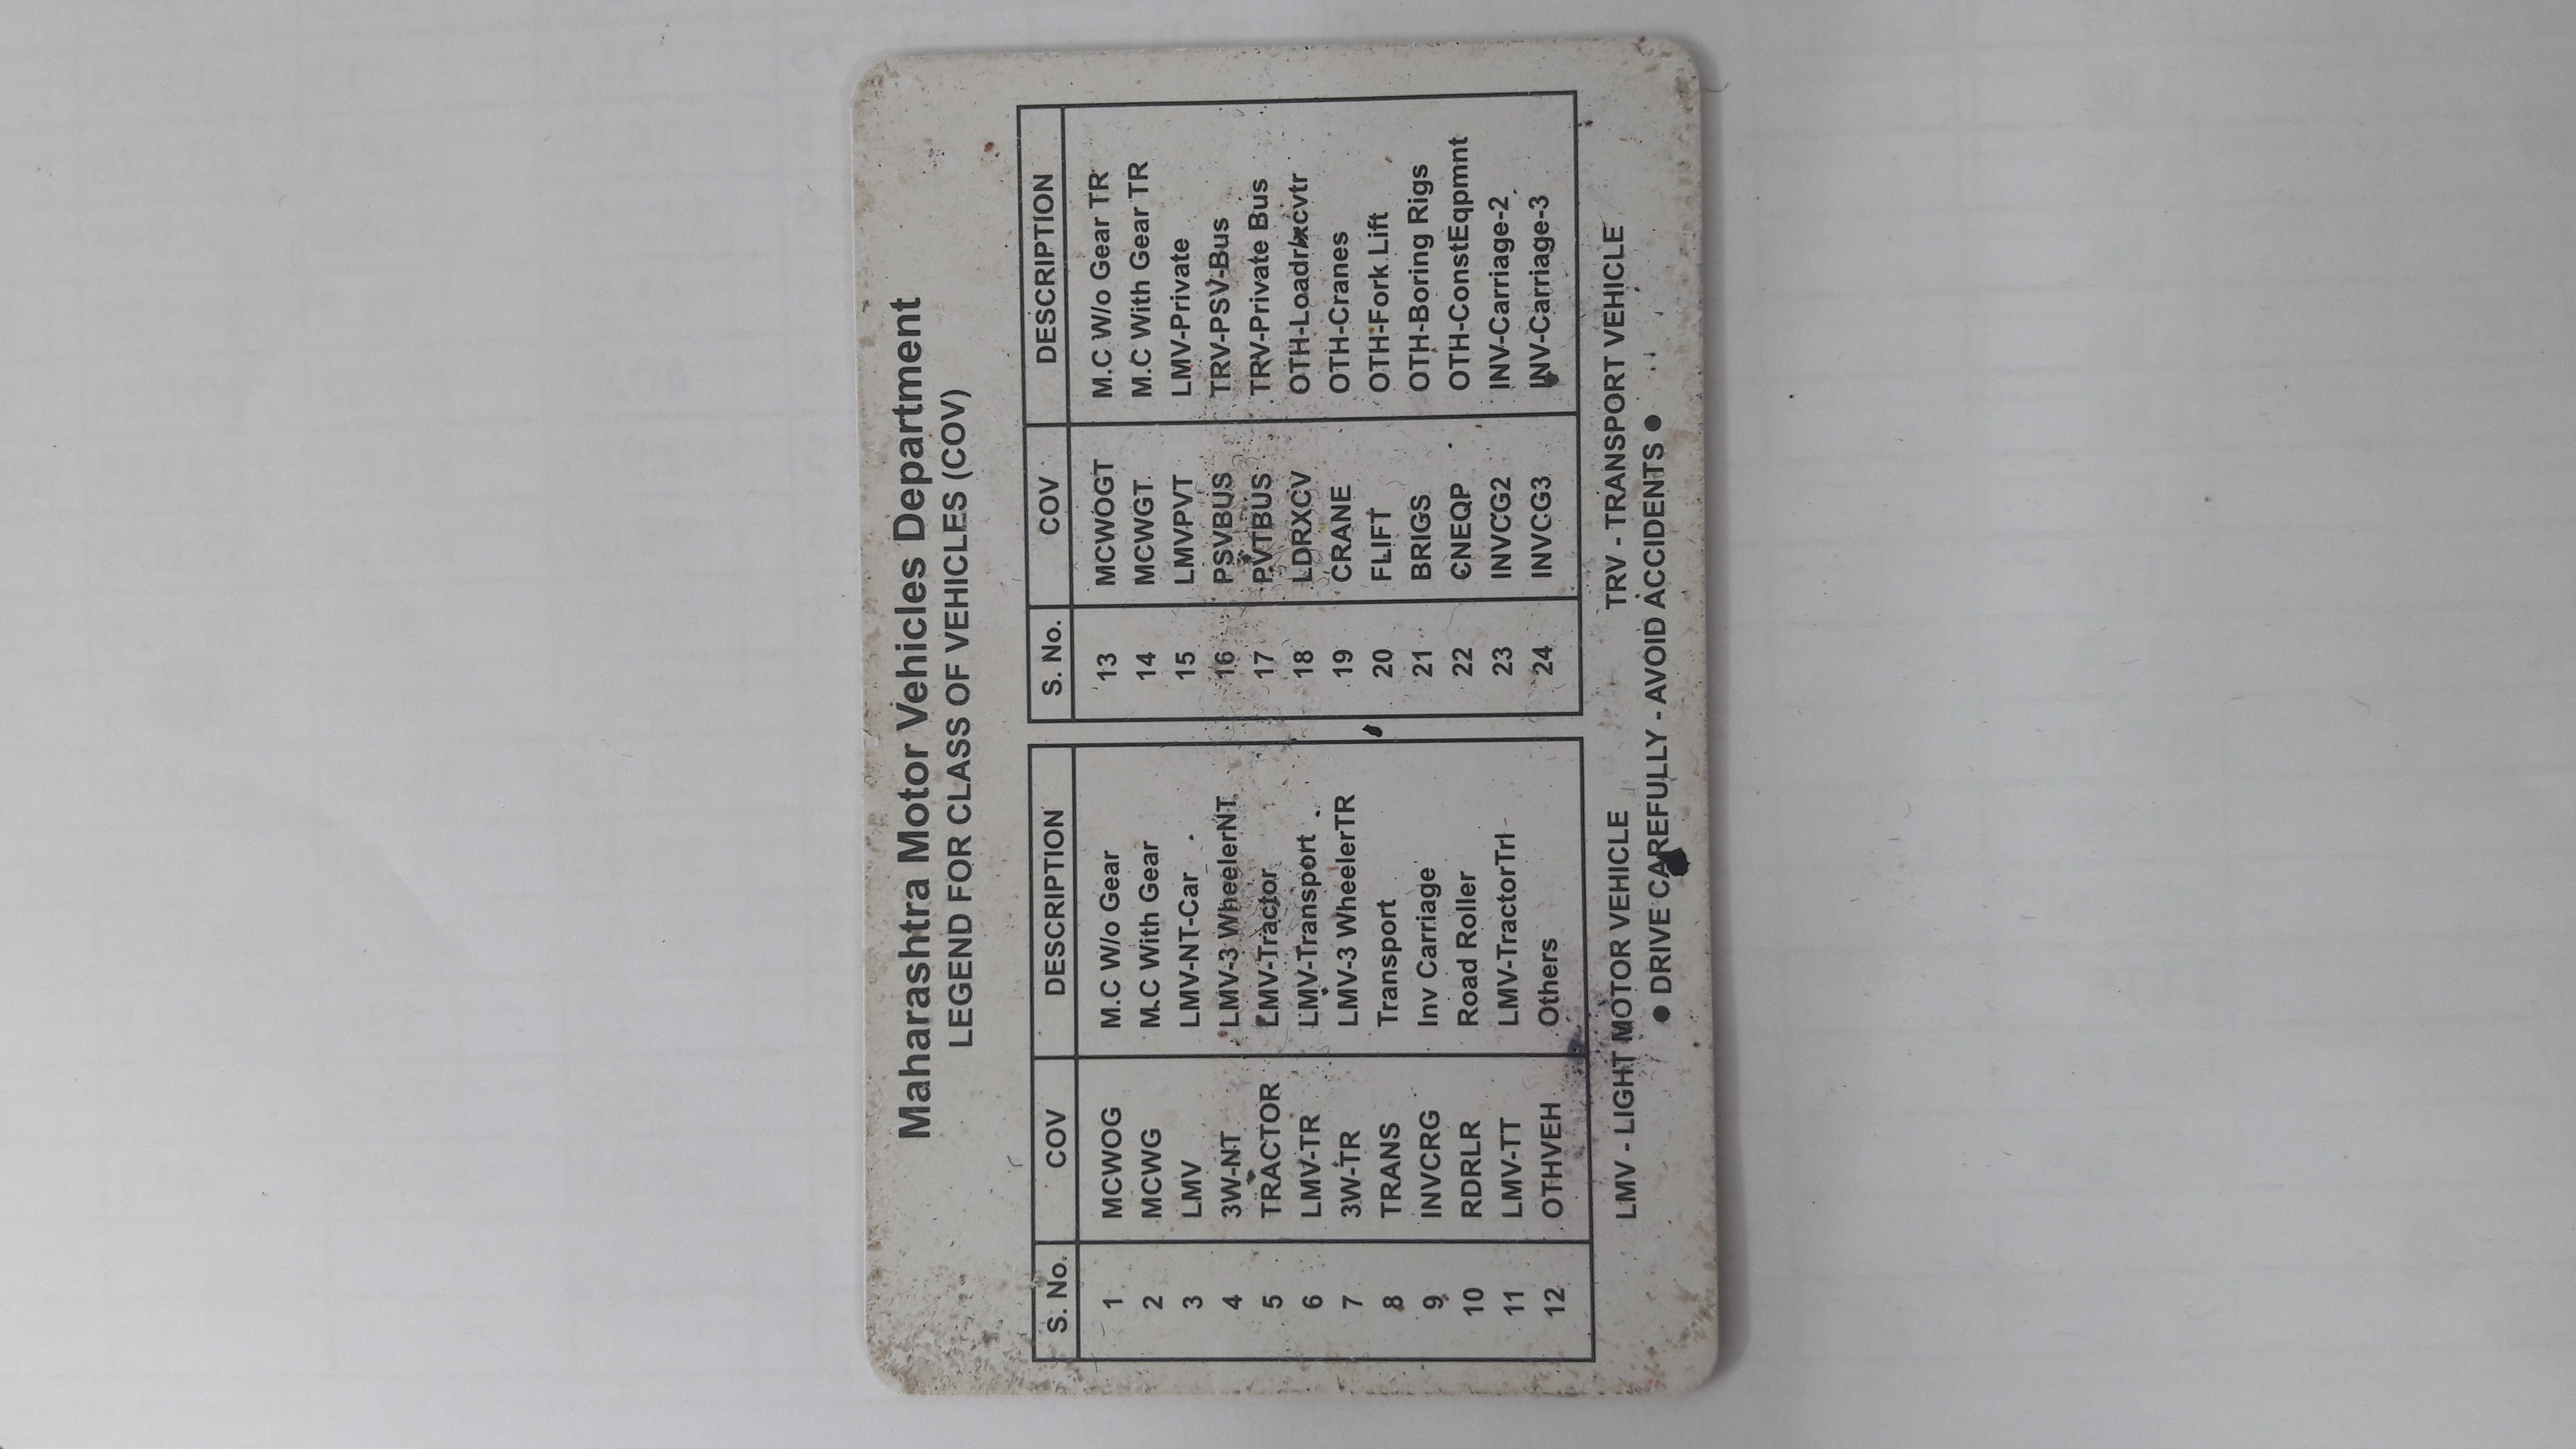 Maharashtra Motor Vehicles Department
LEGEND FOR CLASS OF VEHICLES (COV)
S. No. COV DESCRIPTION
1 MCWOG M.C W/o Gear
2 MCWG M.C With Gear
3 LMV LMV-NT-Car
4 3W-NT LMV-3 WheelerNT
5 TRACTOR LMV-Tractor
6 LMV-TR LMV-Transport
7 3W-TR LMV-3 WheelerTR
8 TRANS Transport
9 INVCRG Inv Carriage
10 RDRLR Road Roller
11 LMV-TT LMV-TractorTrl
12 OTHVEH Others
S. No. COV DESCRIPTION
13 MCWOGT M.C W/o Gear TR
14 MCWGT M.C With Gear TR
15 LMVPVT LMV-Private
16 PSVBUS TRV-PSV-Bus
17 PVTBUS TRV-Private Bus
18 LDRXCV OTH-Loadr/xcvtr
19 CRANE OTH-Cranes
20 FLIFT OTH-Fork Lift
21 BRIGS OTH-Boring Rigs
22 CNEQP OTH-ConstEqpmnt
23 INVCG2 INV-Carriage-2
24 INVCG3 INV-Carriage-3
LMV - LIGHT MOTOR VEHICLE TRV - TRANSPORT VEHICLE
● DRIVE CAREFULLY - AVOID ACCIDENTS ●